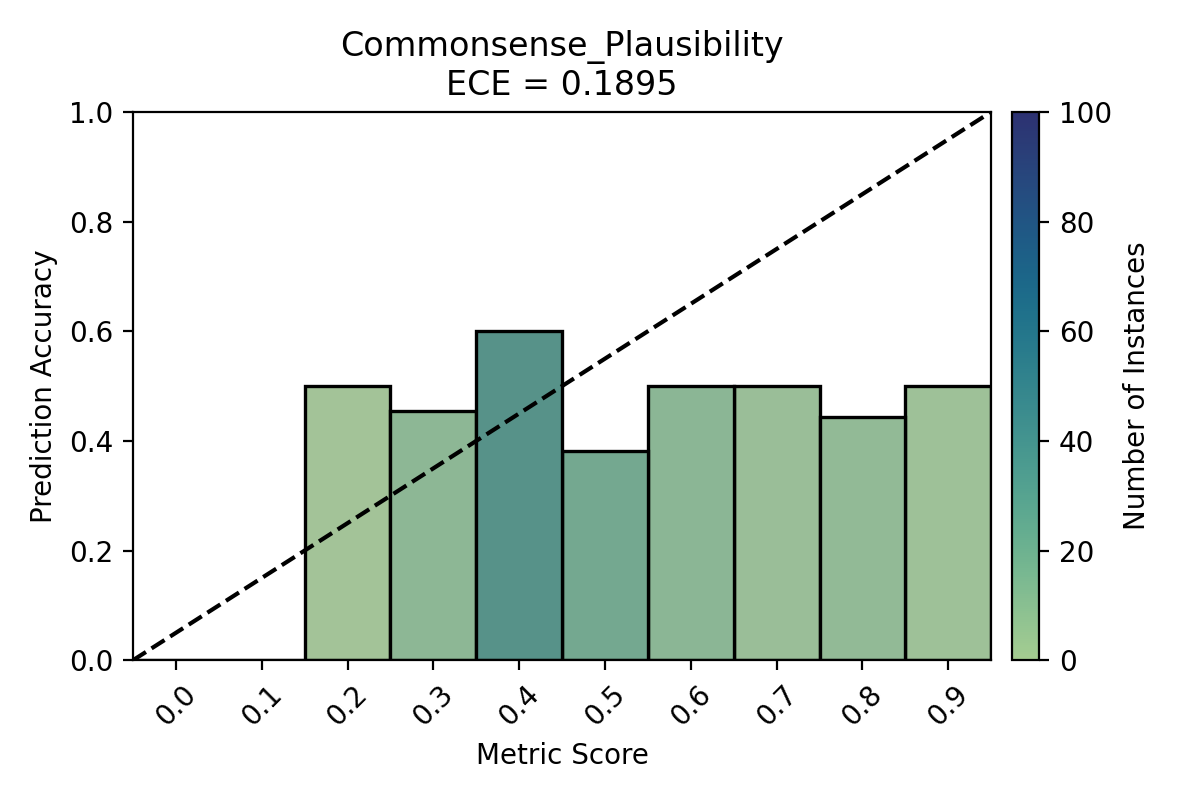 Commonsense_Plausibility
ECE = 0.1895
1.0
0.8
0.6
0.4
0.2
0.0
Prediction Accuracy
0.0 0.1 0.2 0.3 0.4 0.5 0.6 0.7 0.8 0.9
Metric Score
100
80
60
40
20
0
Number of Instances